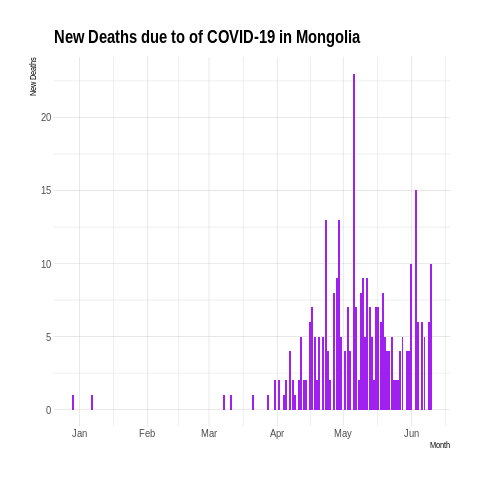 New Deaths due to of COVID-19 in Mongolia
New Deaths
20
15
10
5
0
Jan Feb Mar Apr May Jun
Month